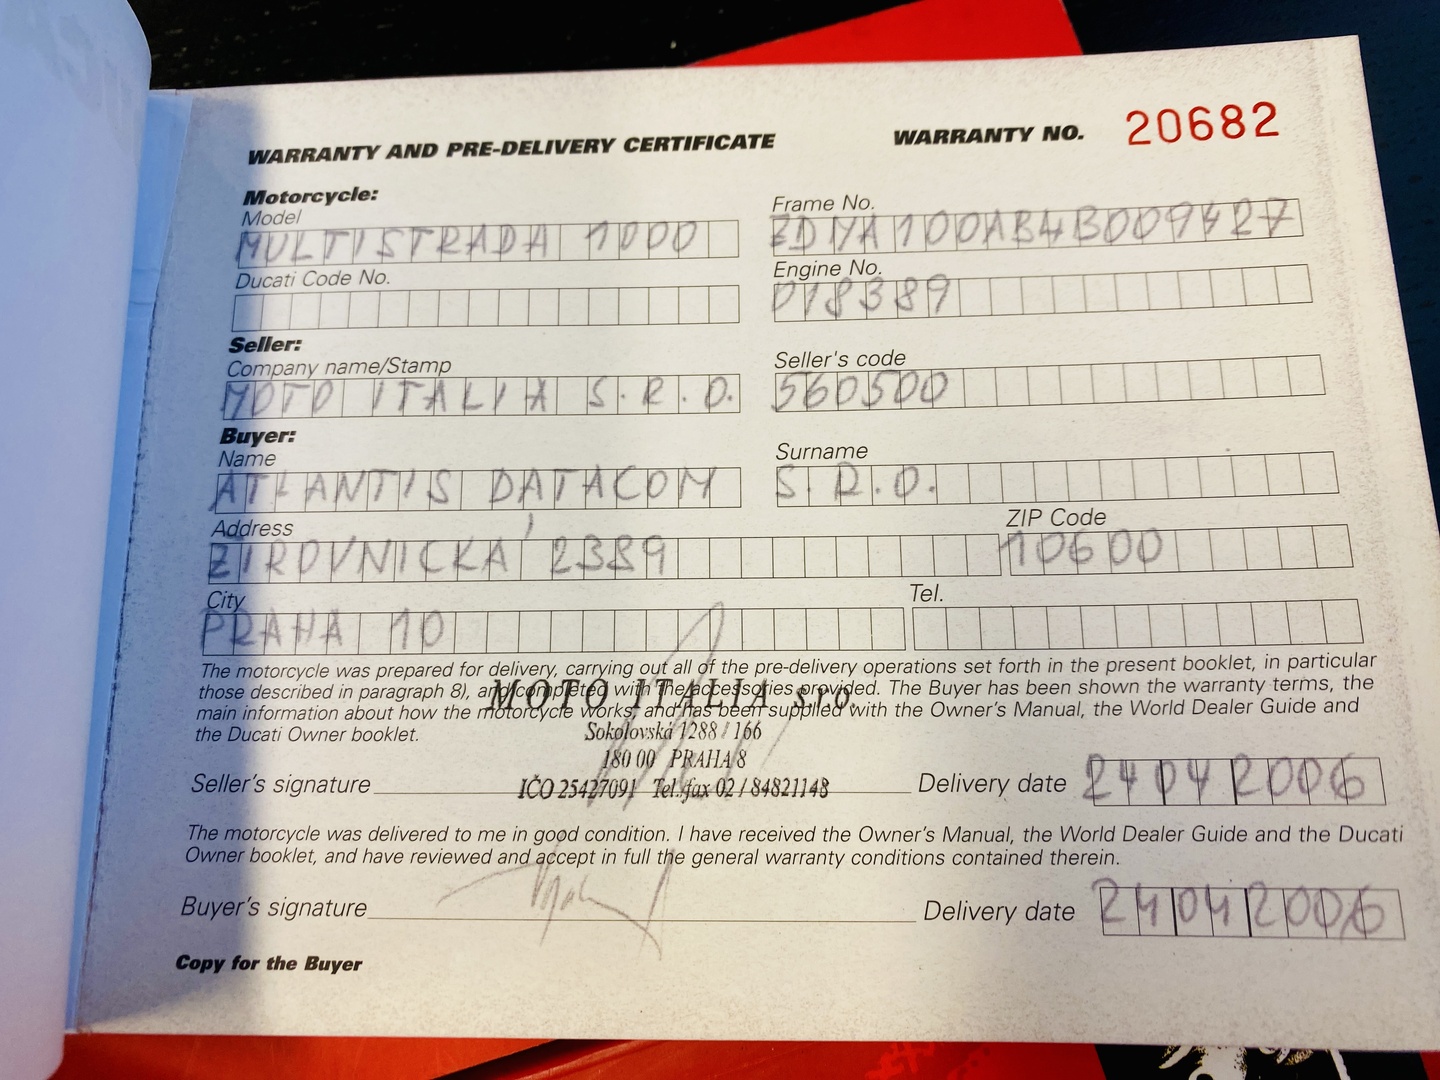 WARRANTY AND PRE-DELIVERY CERTIFICATE WARRANTY NO. 20682
Motorcycle:
Model Frame No.
MULTISTRADA 1000 ZDMA100AB4B009427
Ducati Code No. Engine No.
018389
Seller:
Company name/Stamp Seller's code
MOTO ITALIA S.R.O. 560500
Buyer:
Name Surname
ATLANTIS DATACOM S.R.O.
Address ZIP Code
ŽIROVNICKÁ 2389 10600
City Tel.
PRAHA 10
The motorcycle was prepared for delivery, carrying out all of the pre-delivery operations set forth in the present booklet, in particular
those described in paragraph 8), and completed with the accessories provided. The Buyer has been shown the warranty terms, the
main information about how the motorcycle works, and has been supplied with the Owner's Manual, the World Dealer Guide and
the Ducati Owner booklet.
MOTO ITALIA s.r.o.
Sokolovská 1288 / 166
180 00 PRAHA 8
IČO 25427091 Tel./fax 02 / 84821148
Seller's signature Delivery date 24 04 2006
The motorcycle was delivered to me in good condition. I have received the Owner's Manual, the World Dealer Guide and the Ducati
Owner booklet, and have reviewed and accept in full the general warranty conditions contained therein.
Buyer's signature Delivery date 24 04 2006
Copy for the Buyer